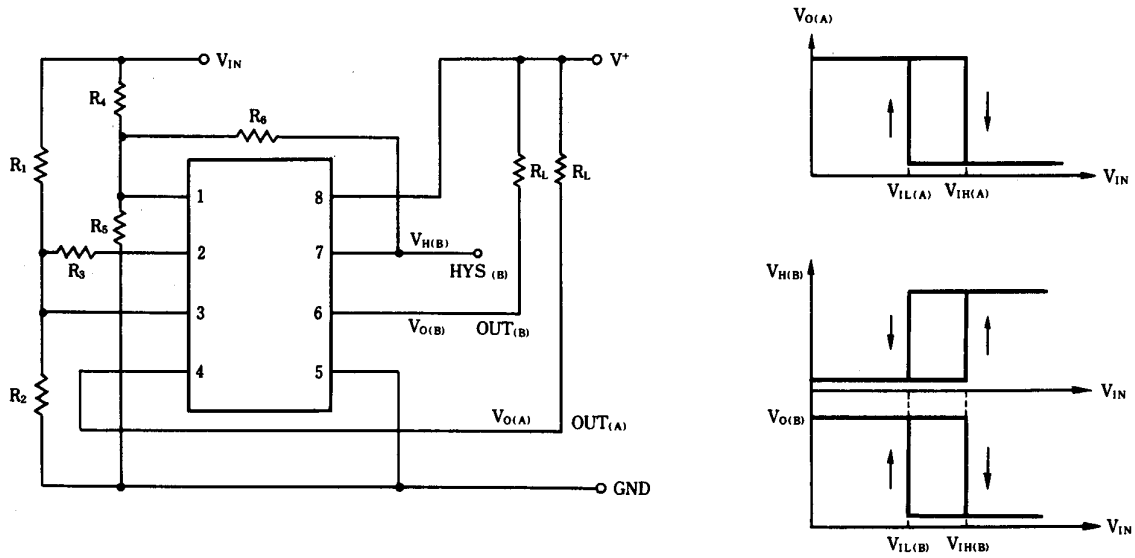 V_IN
V⁺
R₄
R₆
R₁
R_L
R_L
1
8
R₅
V_H(B)
2
7
R₃
HYS (B)
3
6
V_O(B)
OUT(B)
R₂
4
5
V_O(A)
OUT(A)
GND
V_O(A)
V_IL(A)
V_IH(A)
V_IN
V_H(B)
V_IN
V_O(B)
V_IL(B)
V_IH(B)
V_IN